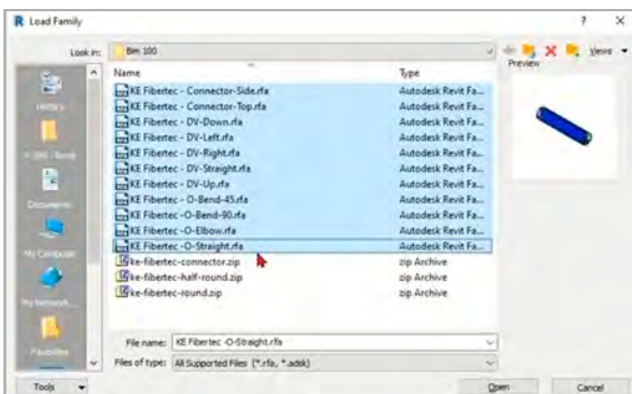 Load Family
? X
Look in: Bim 100
Views
Preview
Name Type
KE Fibertec - Connector-Side.rfa Autodesk Revit Fa...
KE Fibertec - Connector-Top.rfa Autodesk Revit Fa...
KE Fibertec - DV-Down.rfa Autodesk Revit Fa...
KE Fibertec - DV-Left.rfa Autodesk Revit Fa...
KE Fibertec - DV-Right.rfa Autodesk Revit Fa...
KE Fibertec - DV-Straight.rfa Autodesk Revit Fa...
KE Fibertec - DV-Up.rfa Autodesk Revit Fa...
KE Fibertec - O-Bend-45.rfa Autodesk Revit Fa...
KE Fibertec -O-Bend-90.rfa Autodesk Revit Fa...
KE Fibertec -O-Elbow.rfa Autodesk Revit Fa...
KE Fibertec -O-Straight.rfa Autodesk Revit Fa...
ke-fibertec-connector.zip zip Archive
ke-fibertec-half-round.zip zip Archive
ke-fibertec-round.zip zip Archive
History
Documents
My Computer
My Network...
Favorites
File name: KE Fibertec -O-Straight.rfa
Files of type: All Supported Files (*.rfa, *.adsk)
Tools Open Cancel